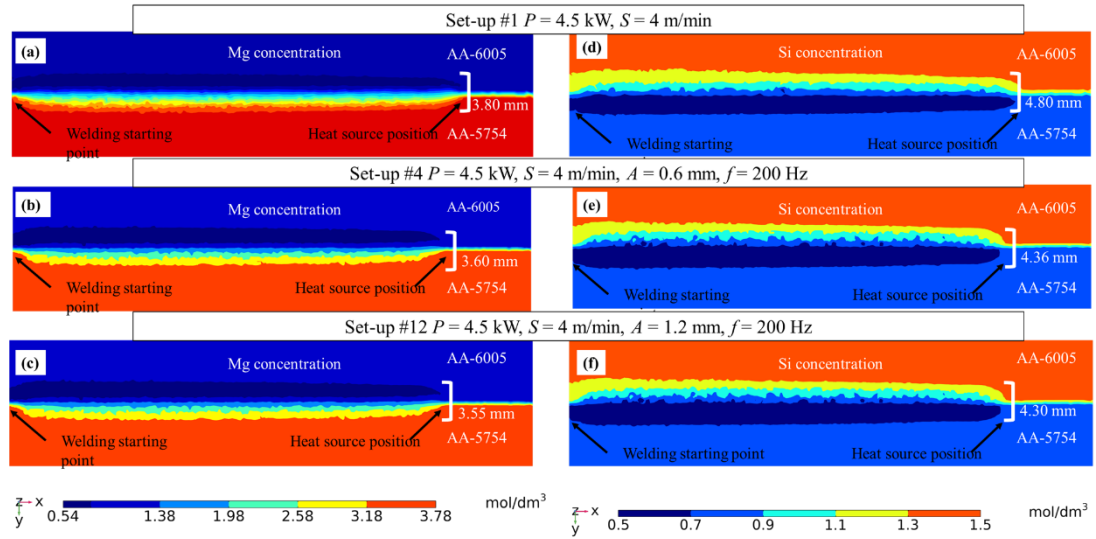 Set-up #1 P = 4.5 kW, S = 4 m/min
(a)
Mg concentration
AA-6005
3.80 mm
Welding starting
point
Heat source position
AA-5754
(d)
Si concentration
AA-6005
4.80 mm
Welding starting
Heat source position
AA-5754
Set-up #4 P = 4.5 kW, S = 4 m/min, A = 0.6 mm, f = 200 Hz
(b)
Mg concentration
AA-6005
3.60 mm
Welding starting
point
Heat source position
AA-5754
(e)
Si concentration
AA-6005
4.36 mm
Welding starting
Heat source position
AA-5754
Set-up #12 P = 4.5 kW, S = 4 m/min, A = 1.2 mm, f = 200 Hz
(c)
Mg concentration
AA-6005
3.55 mm
Welding starting
point
Heat source position
AA-5754
(f)
Si concentration
AA-6005
4.30 mm
Welding starting point
Heat source position
AA-5754
z x
y
mol/dm³
0.54 1.38 1.98 2.58 3.18 3.78
z x
y
mol/dm³
0.5 0.7 0.9 1.1 1.3 1.5